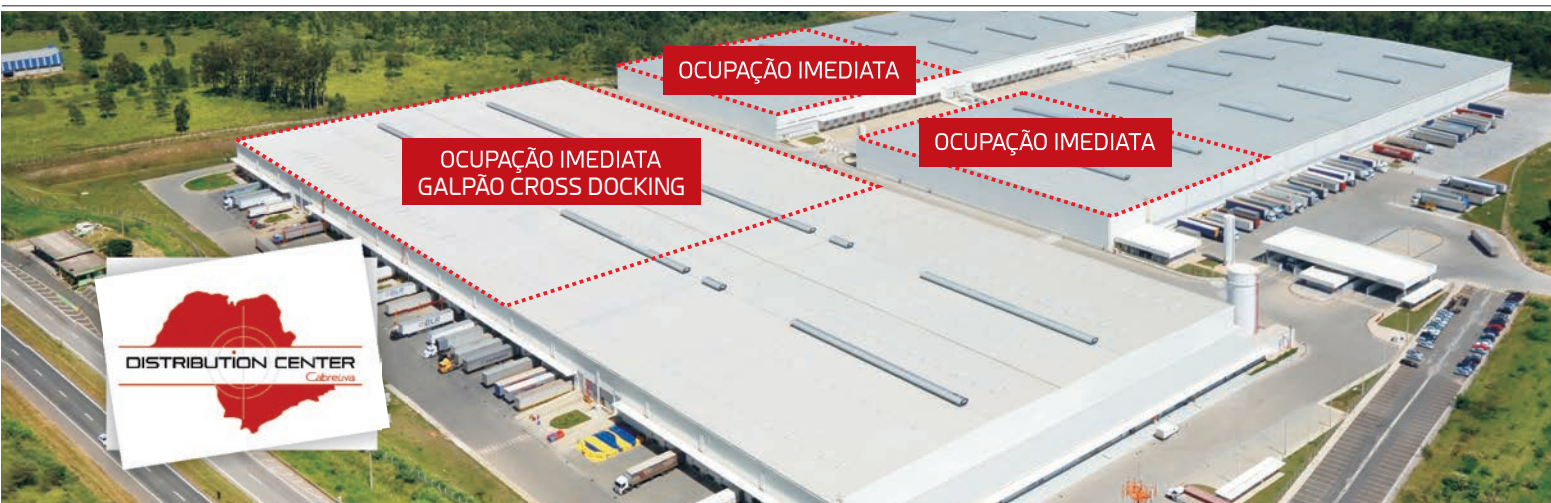 OCUPAÇÃO IMEDIATA
OCUPAÇÃO IMEDIATA
OCUPAÇÃO IMEDIATA
GALPÃO CROSS DOCKING
DISTRIBUTION CENTER
Cabreúva